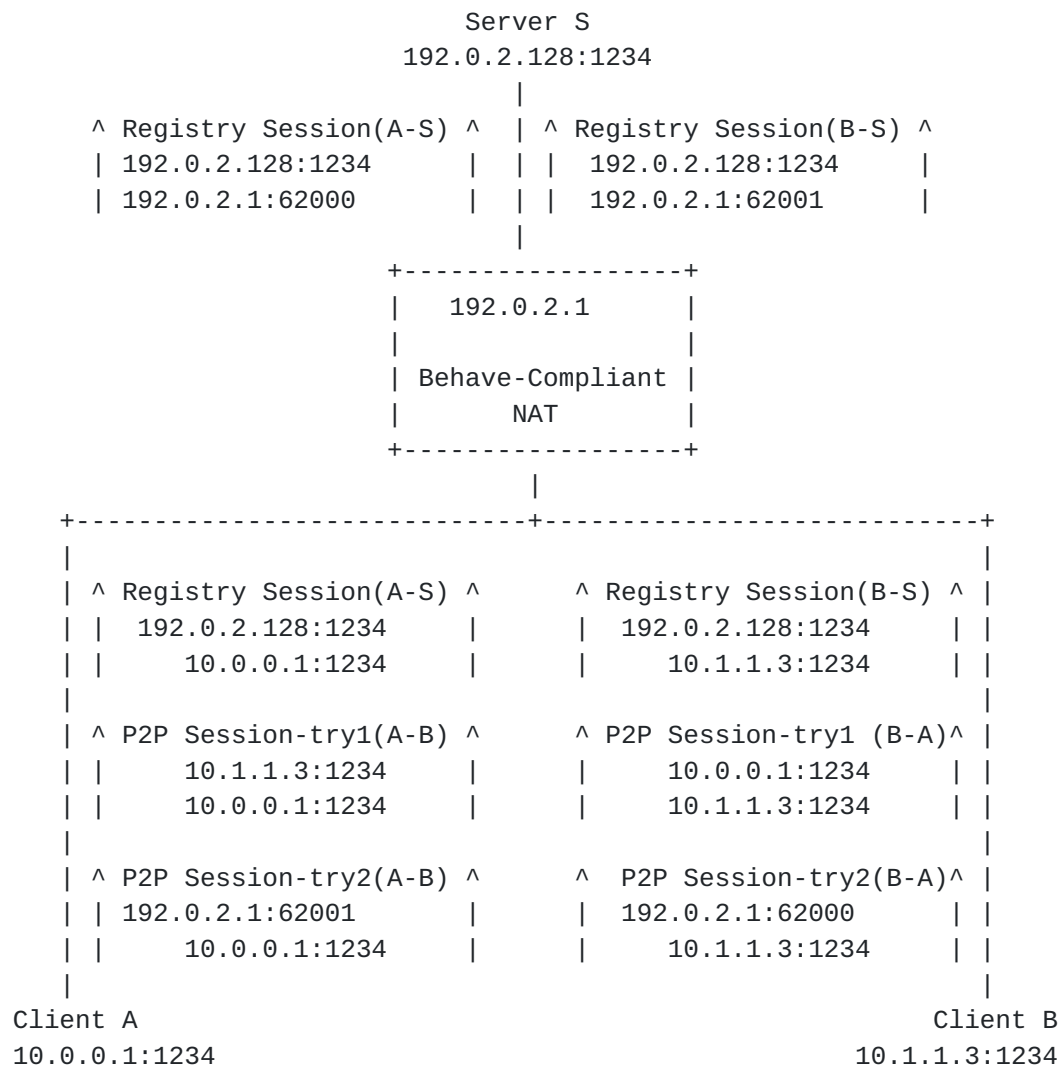 Server S
                         192.0.2.128:1234
                                |
     ^ Registry Session(A-S) ^  | ^ Registry Session(B-S) ^
     | 192.0.2.128:1234      |  | |  192.0.2.128:1234     |
     | 192.0.2.1:62000       |  | |  192.0.2.1:62001      |
                                |
                        +------------------+
                        |   192.0.2.1      |
                        |                  |
                        | Behave-Compliant |
                        |       NAT        |
                        +------------------+
                                 |
   +-----------------------------+----------------------------+
   |                                                          |
   | ^ Registry Session(A-S) ^      ^ Registry Session(B-S) ^ |
   | |  192.0.2.128:1234     |      |  192.0.2.128:1234     | |
   | |     10.0.0.1:1234     |      |     10.1.1.3:1234     | |
   |                                                          |
   | ^ P2P Session-try1(A-B) ^      ^ P2P Session-try1 (B-A)^ |
   | |     10.1.1.3:1234     |      |     10.0.0.1:1234     | |
   | |     10.0.0.1:1234     |      |     10.1.1.3:1234     | |
   |                                                          |
   | ^ P2P Session-try2(A-B) ^      ^  P2P Session-try2(B-A)^ |
   | | 192.0.2.1:62001       |      |  192.0.2.1:62000      | |
   | |     10.0.0.1:1234     |      |     10.1.1.3:1234     | |
   |                                                          |
Client A                                                   Client B
10.0.0.1:1234                                         10.1.1.3:1234